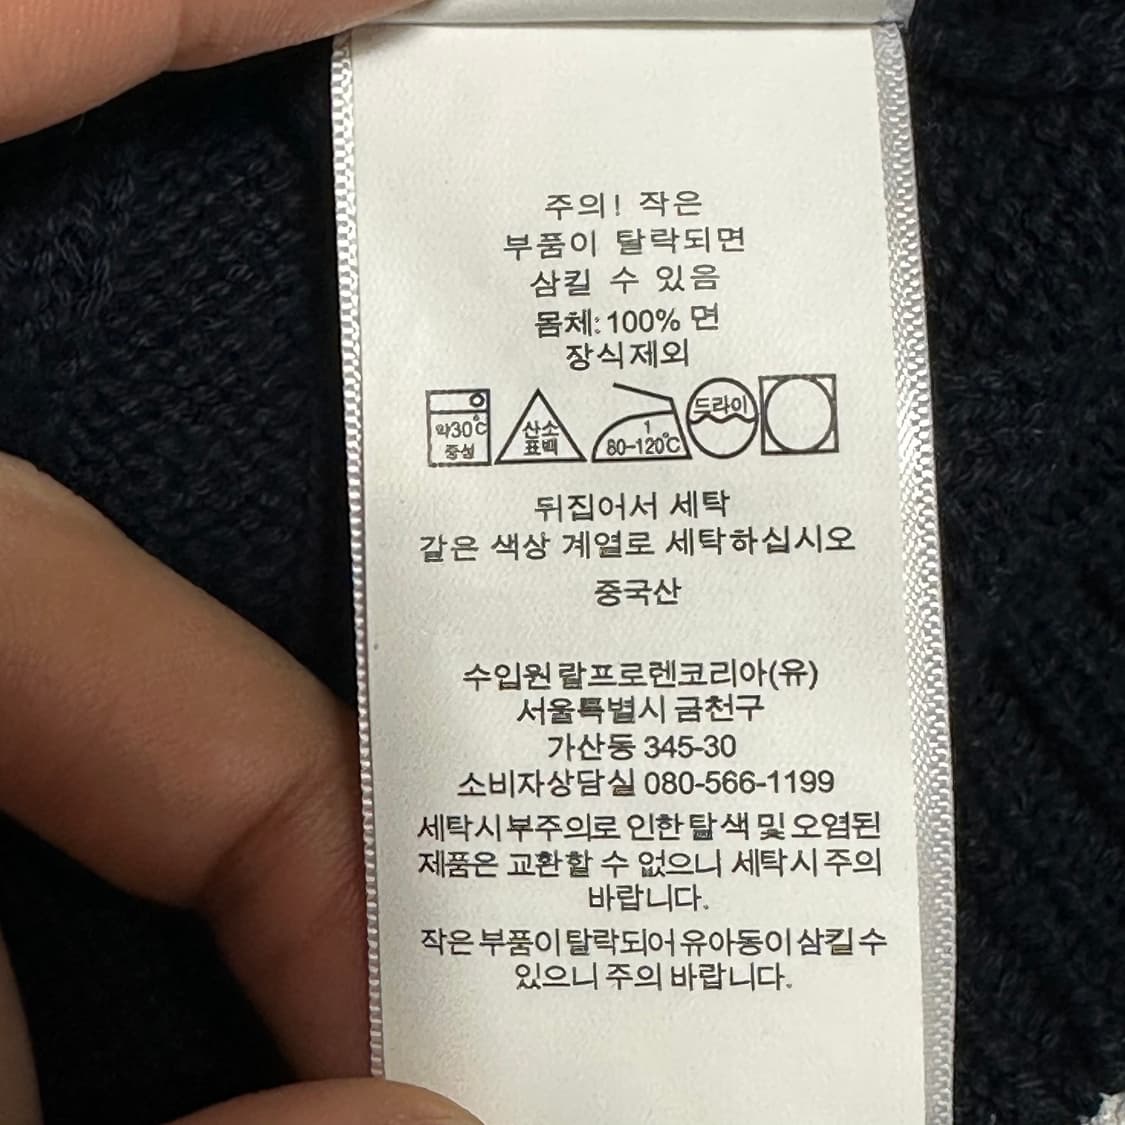 주의! 작은
부품이 탈락되면
삼킬 수 있음
몸체: 100% 면
장식제외
약30℃
중성
산소
표백
1
80-120℃
드라이
뒤집어서 세탁
같은 색상 계열로 세탁하십시오
중국산
수입원 랄프로렌코리아(유)
서울특별시 금천구
가산동 345-30
소비자상담실 080-566-1199
세탁시부주의로 인한 탈색 및 오염된
제품은 교환할 수 없으니 세탁시 주의
바랍니다.
작은 부품이 탈락되어 유아동이 삼킬 수
있으니 주의 바랍니다.